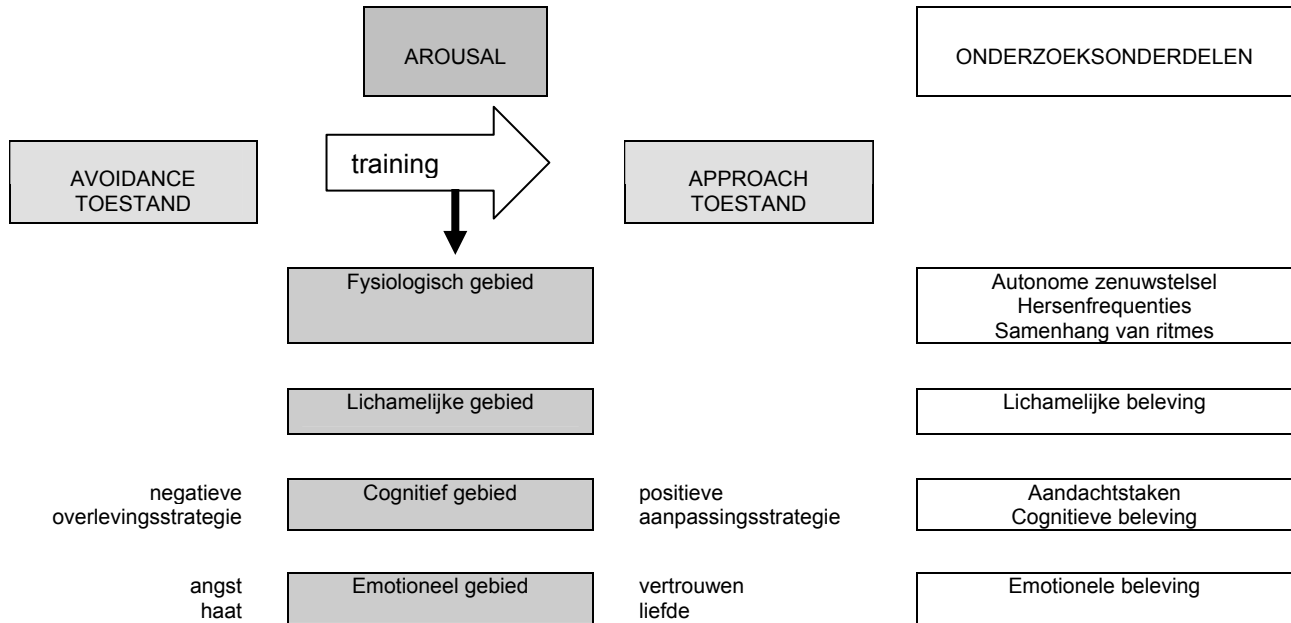 AROUSAL
ONDERZOEKSONDERDELEN
training
AVOIDANCE
TOESTAND
APPROACH
TOESTAND
Fysiologisch gebied
Autonome zenuwstelsel
Hersenfrequenties
Samenhang van ritmes
Lichamelijke gebied
Lichamelijke beleving
negatieve
overlevingsstrategie
Cognitief gebied
positieve
aanpassingsstrategie
Aandachtstaken
Cognitieve beleving
angst
haat
Emotioneel gebied
vertrouwen
liefde
Emotionele beleving